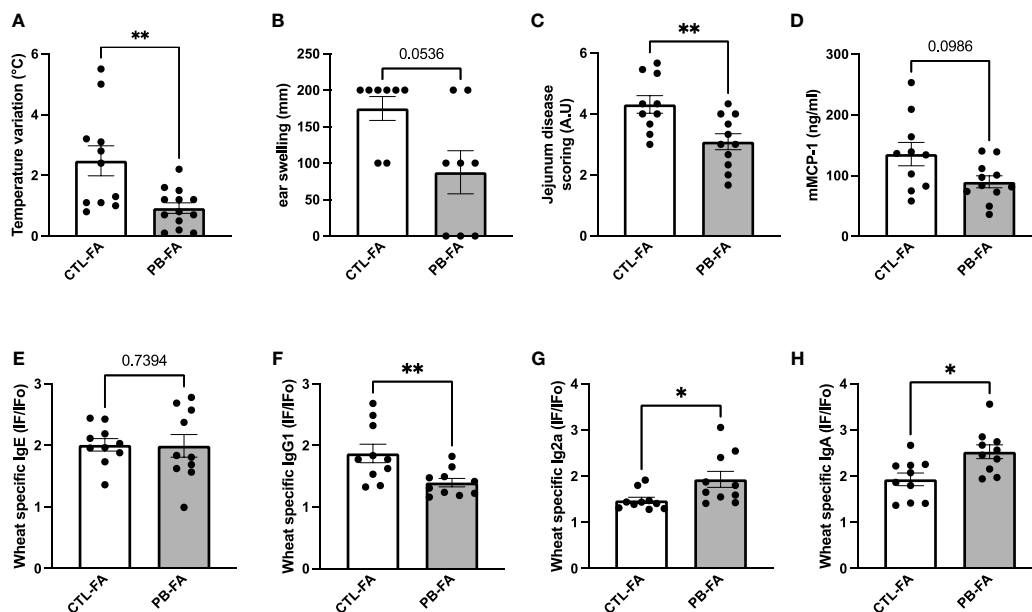 A
Temperature variation (°C)
6
4
2
0
**
CTL-FA
PB-FA
B
ear swelling (mm)
250
200
150
100
50
0
0.0536
CTL-FA
PB-FA
C
Jejunum disease
scoring (A.U)
6
4
2
0
**
CTL-FA
PB-FA
D
mMCP-1 (ng/ml)
300
200
100
0
0.0986
CTL-FA
PB-FA
E
Wheat specific IgE (IF/IFo)
3
2
1
0
0.7394
CTL-FA
PB-FA
F
Wheat specific IgG1 (IF/IFo)
3
2
1
0
**
CTL-FA
PB-FA
G
Wheat specific Ig2a (IF/IFo)
4
3
2
1
0
*
CTL-FA
PB-FA
H
Wheat specific IgA (IF/IFo)
4
3
2
1
0
*
CTL-FA
PB-FA